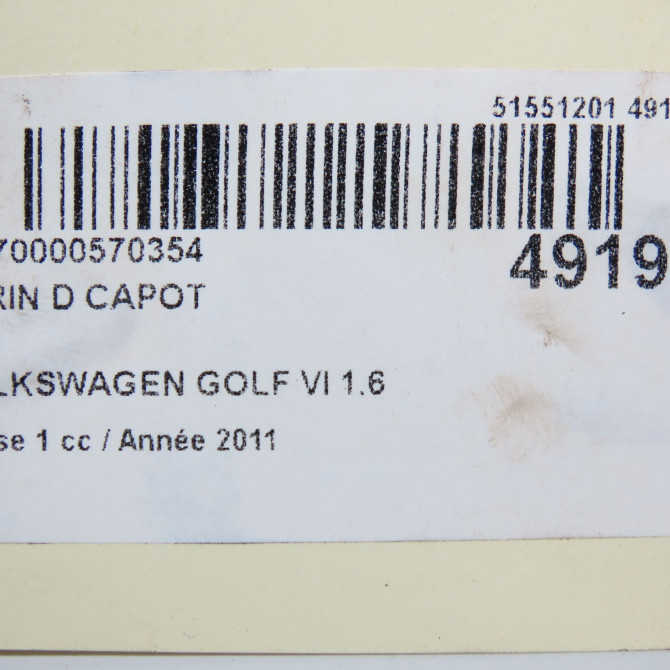 51551201 491
70000570354
4919
RIN D CAPOT
LKSWAGEN GOLF VI 1.6
se 1 cc / Année 2011